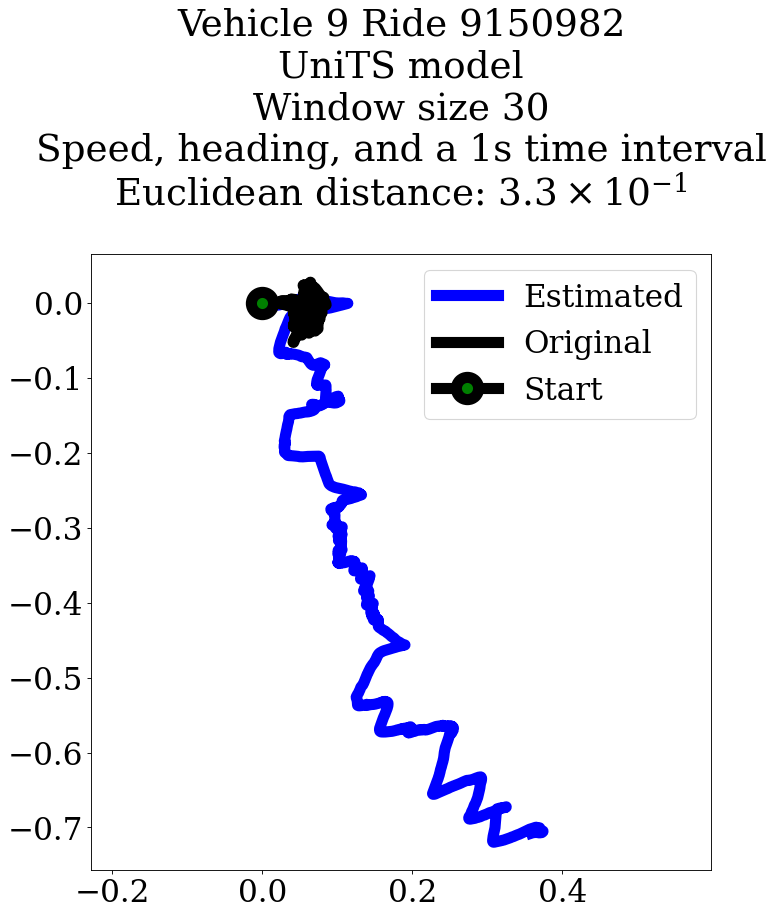 Vehicle 9 Ride 9150982
UniTS model
Window size 30
Speed, heading, and a 1s time interval
Euclidean distance: 3.3 × 10⁻¹
Estimated
Original
Start
0.0
−0.1
−0.2
−0.3
−0.4
−0.5
−0.6
−0.7
−0.2 0.0 0.2 0.4